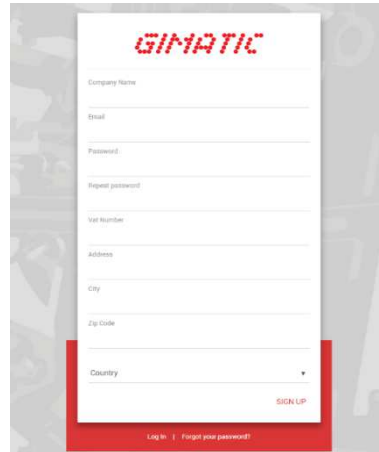 GIMATIC
Company Name
Email
Password
Repeat password
Vat Number
Address
City
Zip Code
Country
SIGN UP
Log In | Forgot your password?